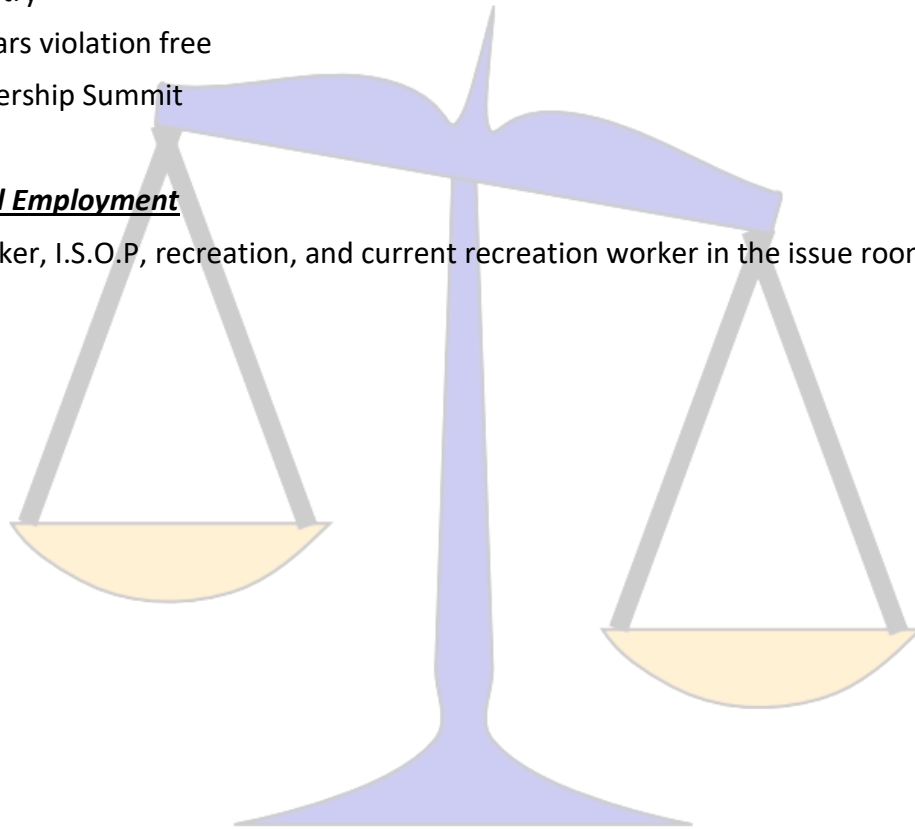 ars violation free
ership Summit
l Employment
ker, I.S.O.P, recreation, and current recreation worker in the issue roor